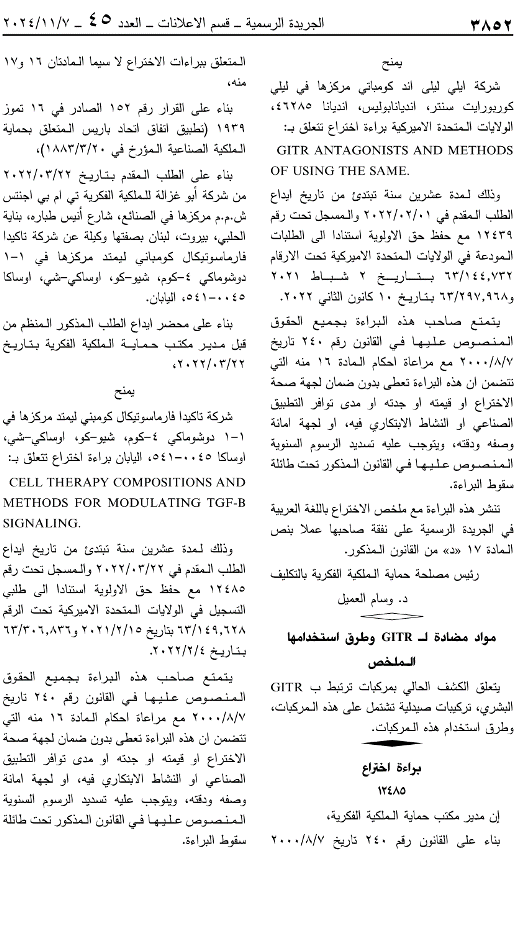 ٣٨٥٢
الجريدة الرسمية – قسم الاعلانات – العدد ٤٥ – ٢٠٢٤/١١/٧
يمنح
شركة ايلي ليلى اند كومباني مركزها في ليلي
كوربورايت سنتر، اندياناپوليس، انديانا ٤٦٢٨٥،
الولايات المتحدة الاميركية براءة اختراع تتعلق بـ:
GITR ANTAGONISTS AND METHODS
OF USING THE SAME.
وذلك لمدة عشرين سنة تبتدئ من تاريخ ايداع
الطلب المقدم في ٢٠٢٢/٠٢/٠١ والمسجل تحت رقم
١٢٤٣٩ مع حفظ حق الاولوية استنادا الى الطلبات
المودعة في الولايات المتحدة الاميركية تحت الارقام
٦٣/١٤٤,٧٣٢ بتاريخ ٢ شباط ٢٠٢١
و٦٣/٢٩٧,٩٦٨ بتاريخ ١٠ كانون الثاني ٢٠٢٢.
يتمتع صاحب هذه البراءة بجميع الحقوق
المنصوص عليها في القانون رقم ٢٤٠ تاريخ
٢٠٠٠/٨/٧ مع مراعاة احكام المادة ١٦ منه التي
تتضمن ان هذه البراءة تعطى بدون ضمان لجهة صحة
الاختراع او قيمته او جدته او مدى توافر التطبيق
الصناعي او النشاط الابتكاري فيه، او لجهة امانة
وصفه ودقته، ويتوجب عليه تسديد الرسوم السنوية
المنصوص عليها في القانون المذكور تحت طائلة
سقوط البراءة.
تنشر هذه البراءة مع ملخص الاختراع باللغة العربية
في الجريدة الرسمية على نفقة صاحبها عملا بنص
المادة ١٧ «د» من القانون المذكور.
رئيس مصلحة حماية الملكية الفكرية بالتكليف
د. وسام العميل
مواد مضادة لـ GITR وطرق استخدامها
الملخص
يتعلق الكشف الحالي بمركبات ترتبط ب GITR
البشري، تركيبات صيدلية تشتمل على هذه المركبات،
وطرق استخدام هذه المركبات.
براءة اختراع
١٢٤٨٥
إن مدير مكتب حماية الملكية الفكرية،
بناء على القانون رقم ٢٤٠ تاريخ ٢٠٠٠/٨/٧
المتعلق ببراءات الاختراع لا سيما المادتان ١٦ و١٧
منه،
بناء على القرار رقم ١٥٢ الصادر في ١٦ تموز
١٩٣٩ (تطبيق اتفاق اتحاد باريس المتعلق بحماية
الملكية الصناعية المؤرخ في ١٨٨٣/٣/٢٠)،
بناء على الطلب المقدم بتاريخ ٢٠٢٢/٠٣/٢٢
من شركة أبو غزالة للملكية الفكرية تي ام بي اجنتس
ش.م.م مركزها في الصنائع، شارع أنيس طباره، بناية
الحلبي، بيروت، لبنان بصفتها وكيلة عن شركة تاكيدا
فارماسوتيكال كومباني ليمتد مركزها في ١–١
دوشوماكي ٤–كوم، شيو–كو، اوساكي–شي، اوساكا
٥٤١–٠٠٤٥، اليابان.
بناء على محضر ايداع الطلب المذكور المنظم من
قبل مدير مكتب حماية الملكية الفكرية بتاريخ
٢٠٢٢/٠٣/٢٢،
يمنح
شركة تاكيدا فارماسوتيكال كومبني ليمتد مركزها في
١–١ دوشوماكي ٤–كوم، شيو–كو، اوساكي–شي،
اوساكا ٥٤١–٠٠٤٥، اليابان براءة اختراع تتعلق بـ:
CELL THERAPY COMPOSITIONS AND
METHODS FOR MODULATING TGF-B
SIGNALING.
وذلك لمدة عشرين سنة تبتدئ من تاريخ ايداع
الطلب المقدم في ٢٠٢٢/٠٣/٢٢ والمسجل تحت رقم
١٢٤٨٥ مع حفظ حق الاولوية استنادا الى طلبي
التسجيل في الولايات المتحدة الاميركية تحت الرقم
٦٣/١٤٩,٦٢٨ بتاريخ ٢٠٢١/٢/١٥ و٦٣/٣٠٦,٨٣٦
بتاريخ ٢٠٢٢/٢/٤.
يتمتع صاحب هذه البراءة بجميع الحقوق
المنصوص عليها في القانون رقم ٢٤٠ تاريخ
٢٠٠٠/٨/٧ مع مراعاة احكام المادة ١٦ منه التي
تتضمن ان هذه البراءة تعطى بدون ضمان لجهة صحة
الاختراع او قيمته او جدته او مدى توافر التطبيق
الصناعي او النشاط الابتكاري فيه، او لجهة امانة
وصفه ودقته، ويتوجب عليه تسديد الرسوم السنوية
المنصوص عليها في القانون المذكور تحت طائلة
سقوط البراءة.